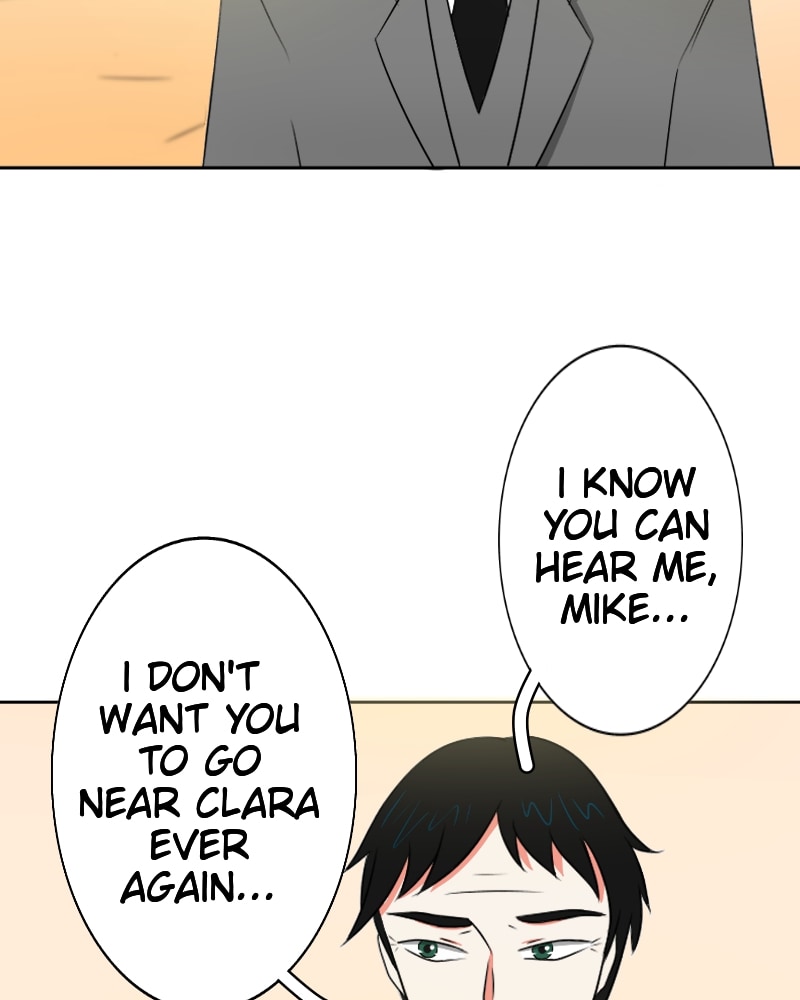 I KNOW
YOU CAN
HEAR ME,
MIKE...
I DON'T
WANT YOU
TO GO
NEAR CLARA
EVER
AGAIN...